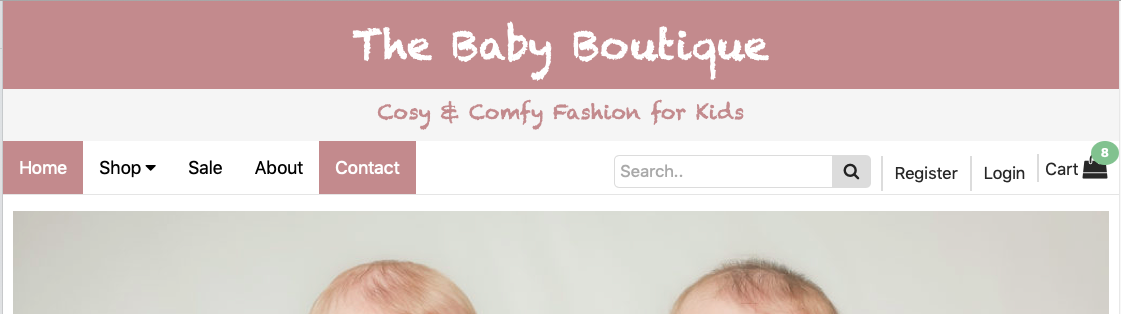 The Baby Boutique
Cosy & Comfy Fashion for Kids
Home Shop Sale About Contact Search.. Register Login Cart 8